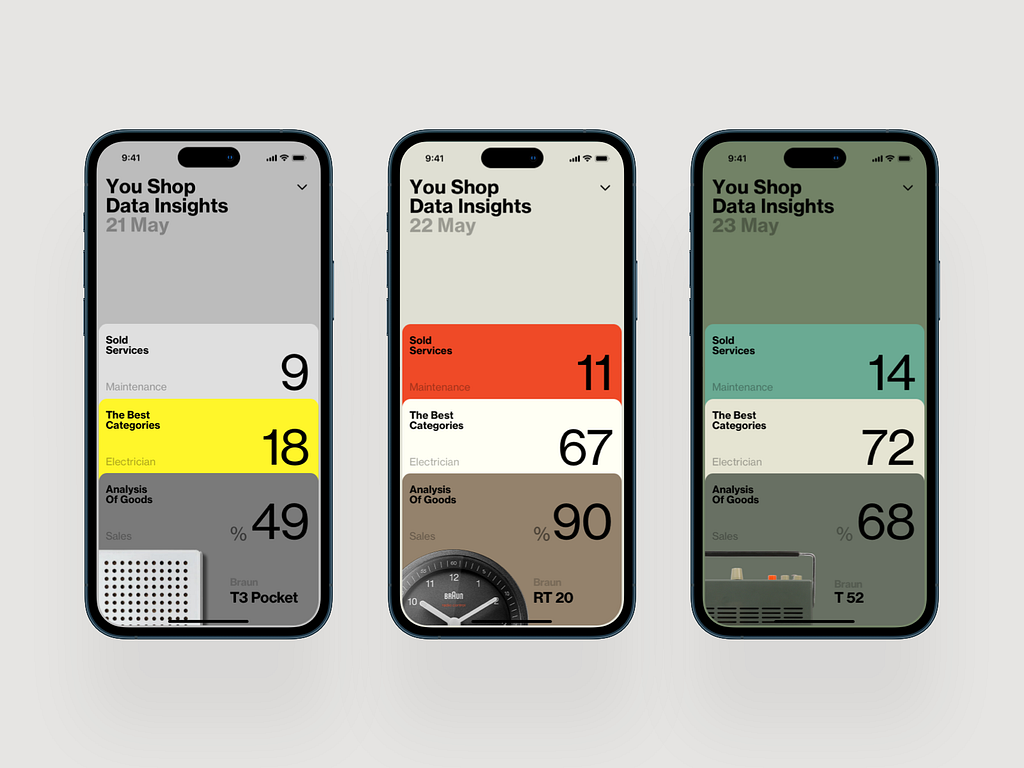 9:41
You Shop
Data Insights
21 May
Sold
Services
Maintenance
9
The Best
Categories
Electrician
18
Analysis
Of Goods
Sales
%49
Braun
T3 Pocket
9:41
You Shop
Data Insights
22 May
Sold
Services
Maintenance
11
The Best
Categories
Electrician
67
Analysis
Of Goods
Sales
%90
12
11
1
10
2
BRAUN
Braun
RT 20
9:41
You Shop
Data Insights
23 May
Sold
Services
Maintenance
14
The Best
Categories
Electrician
72
Analysis
Of Goods
Sales
%68
Braun
T 52